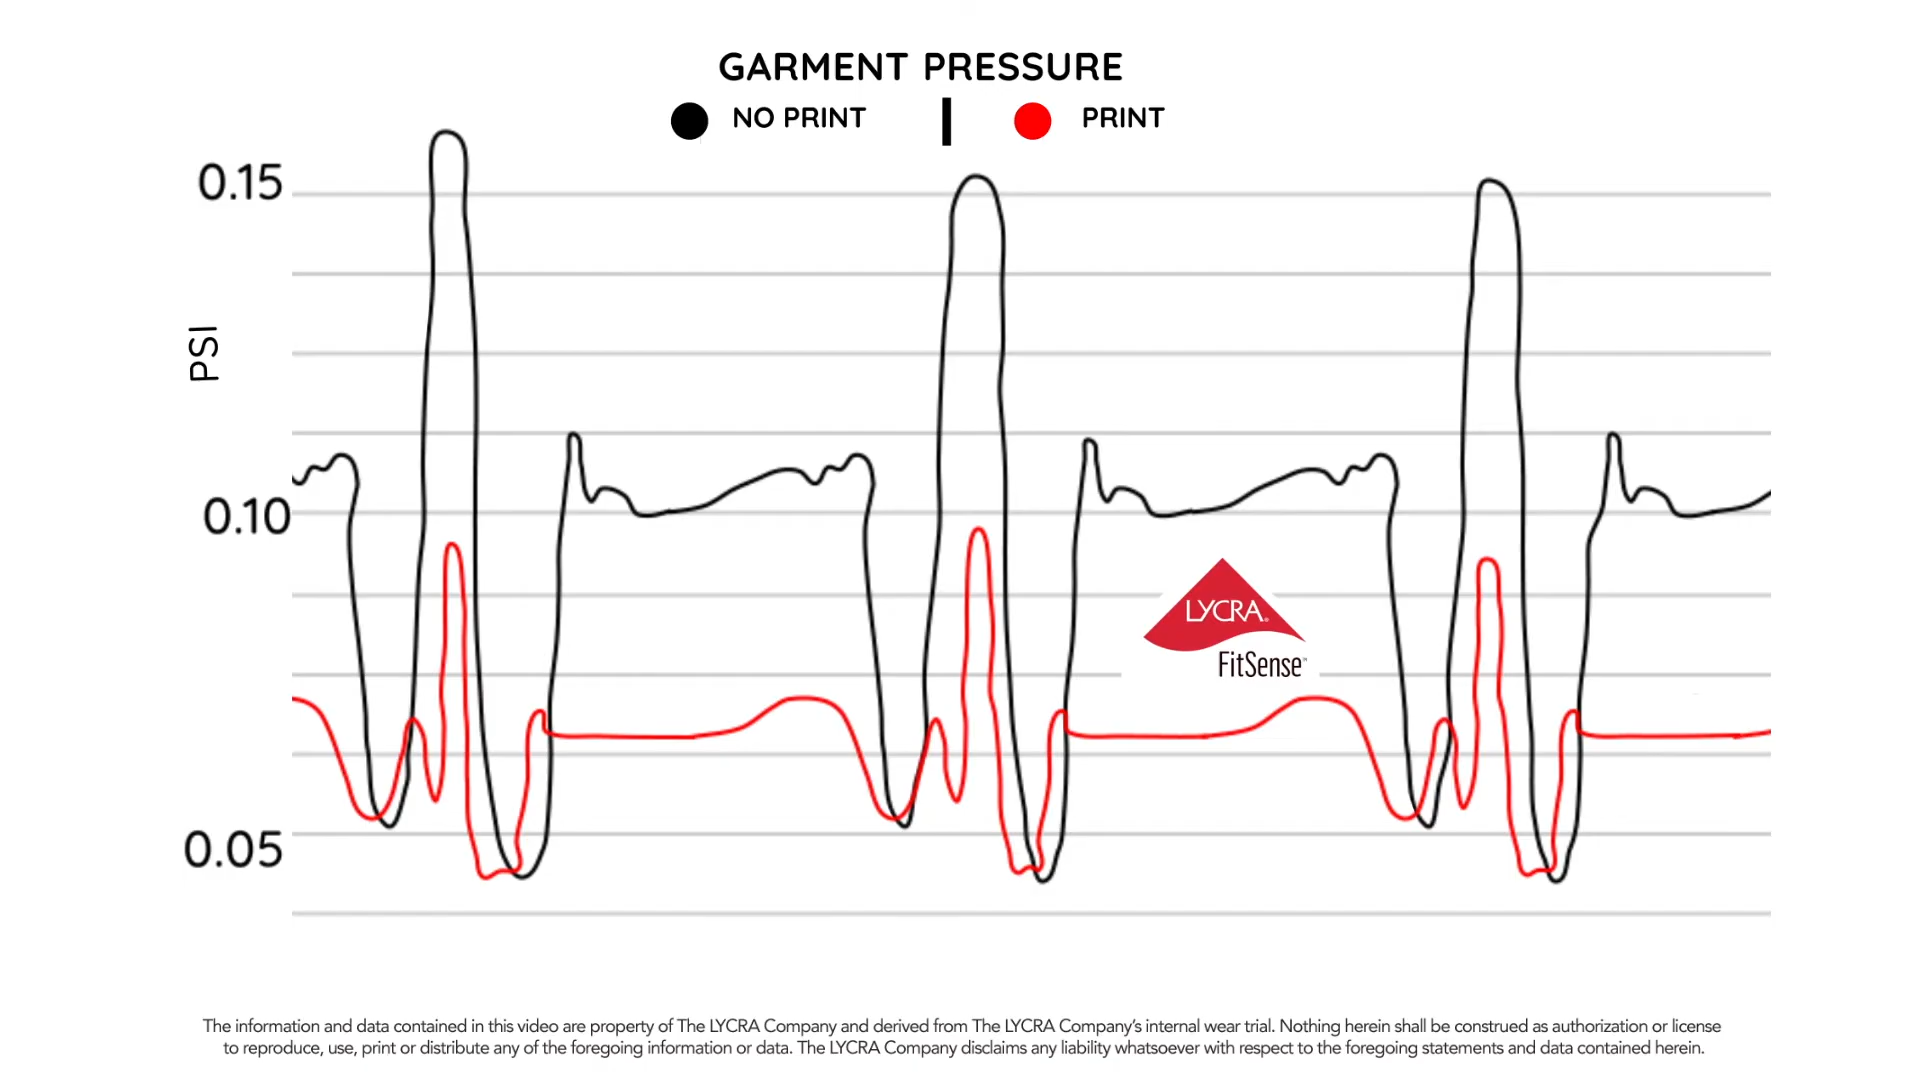 GARMENT PRESSURE
NO PRINT
PRINT
0.15
PSI
0.10
LYCRA®
FitSense™
0.05
The information and data contained in this video are property of The LYCRA Company and derived from The LYCRA Company's internal wear trial. Nothing herein shall be construed as authorization or license
to reproduce, use, print or distribute any of the foregoing information or data. The LYCRA Company disclaims any liability whatsoever with respect to the foregoing statements and data contained herein.